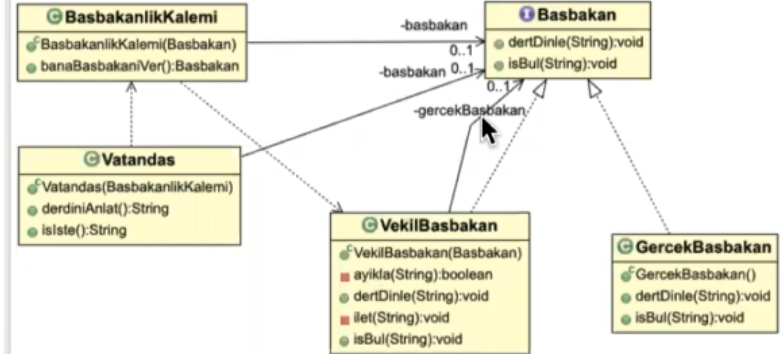 BasbakanlikKalemi
BasbakanlikKalemi(Basbakan)
banaBasbakaniVer():Basbakan
-basbakan
0..1
Basbakan
dertDinle(String):void
isBul(String):void
-basbakan
0..1
0..1
-gercekBasbakan
Vatandas
Vatandas(BasbakanlikKalemi)
derdiniAnlat():String
isIste():String
VekilBasbakan
VekilBasbakan(Basbakan)
ayikla(String):boolean
dertDinle(String):void
ilet(String):void
isBul(String):void
GercekBasbakan
GercekBasbakan()
dertDinle(String):void
isBul(String):void